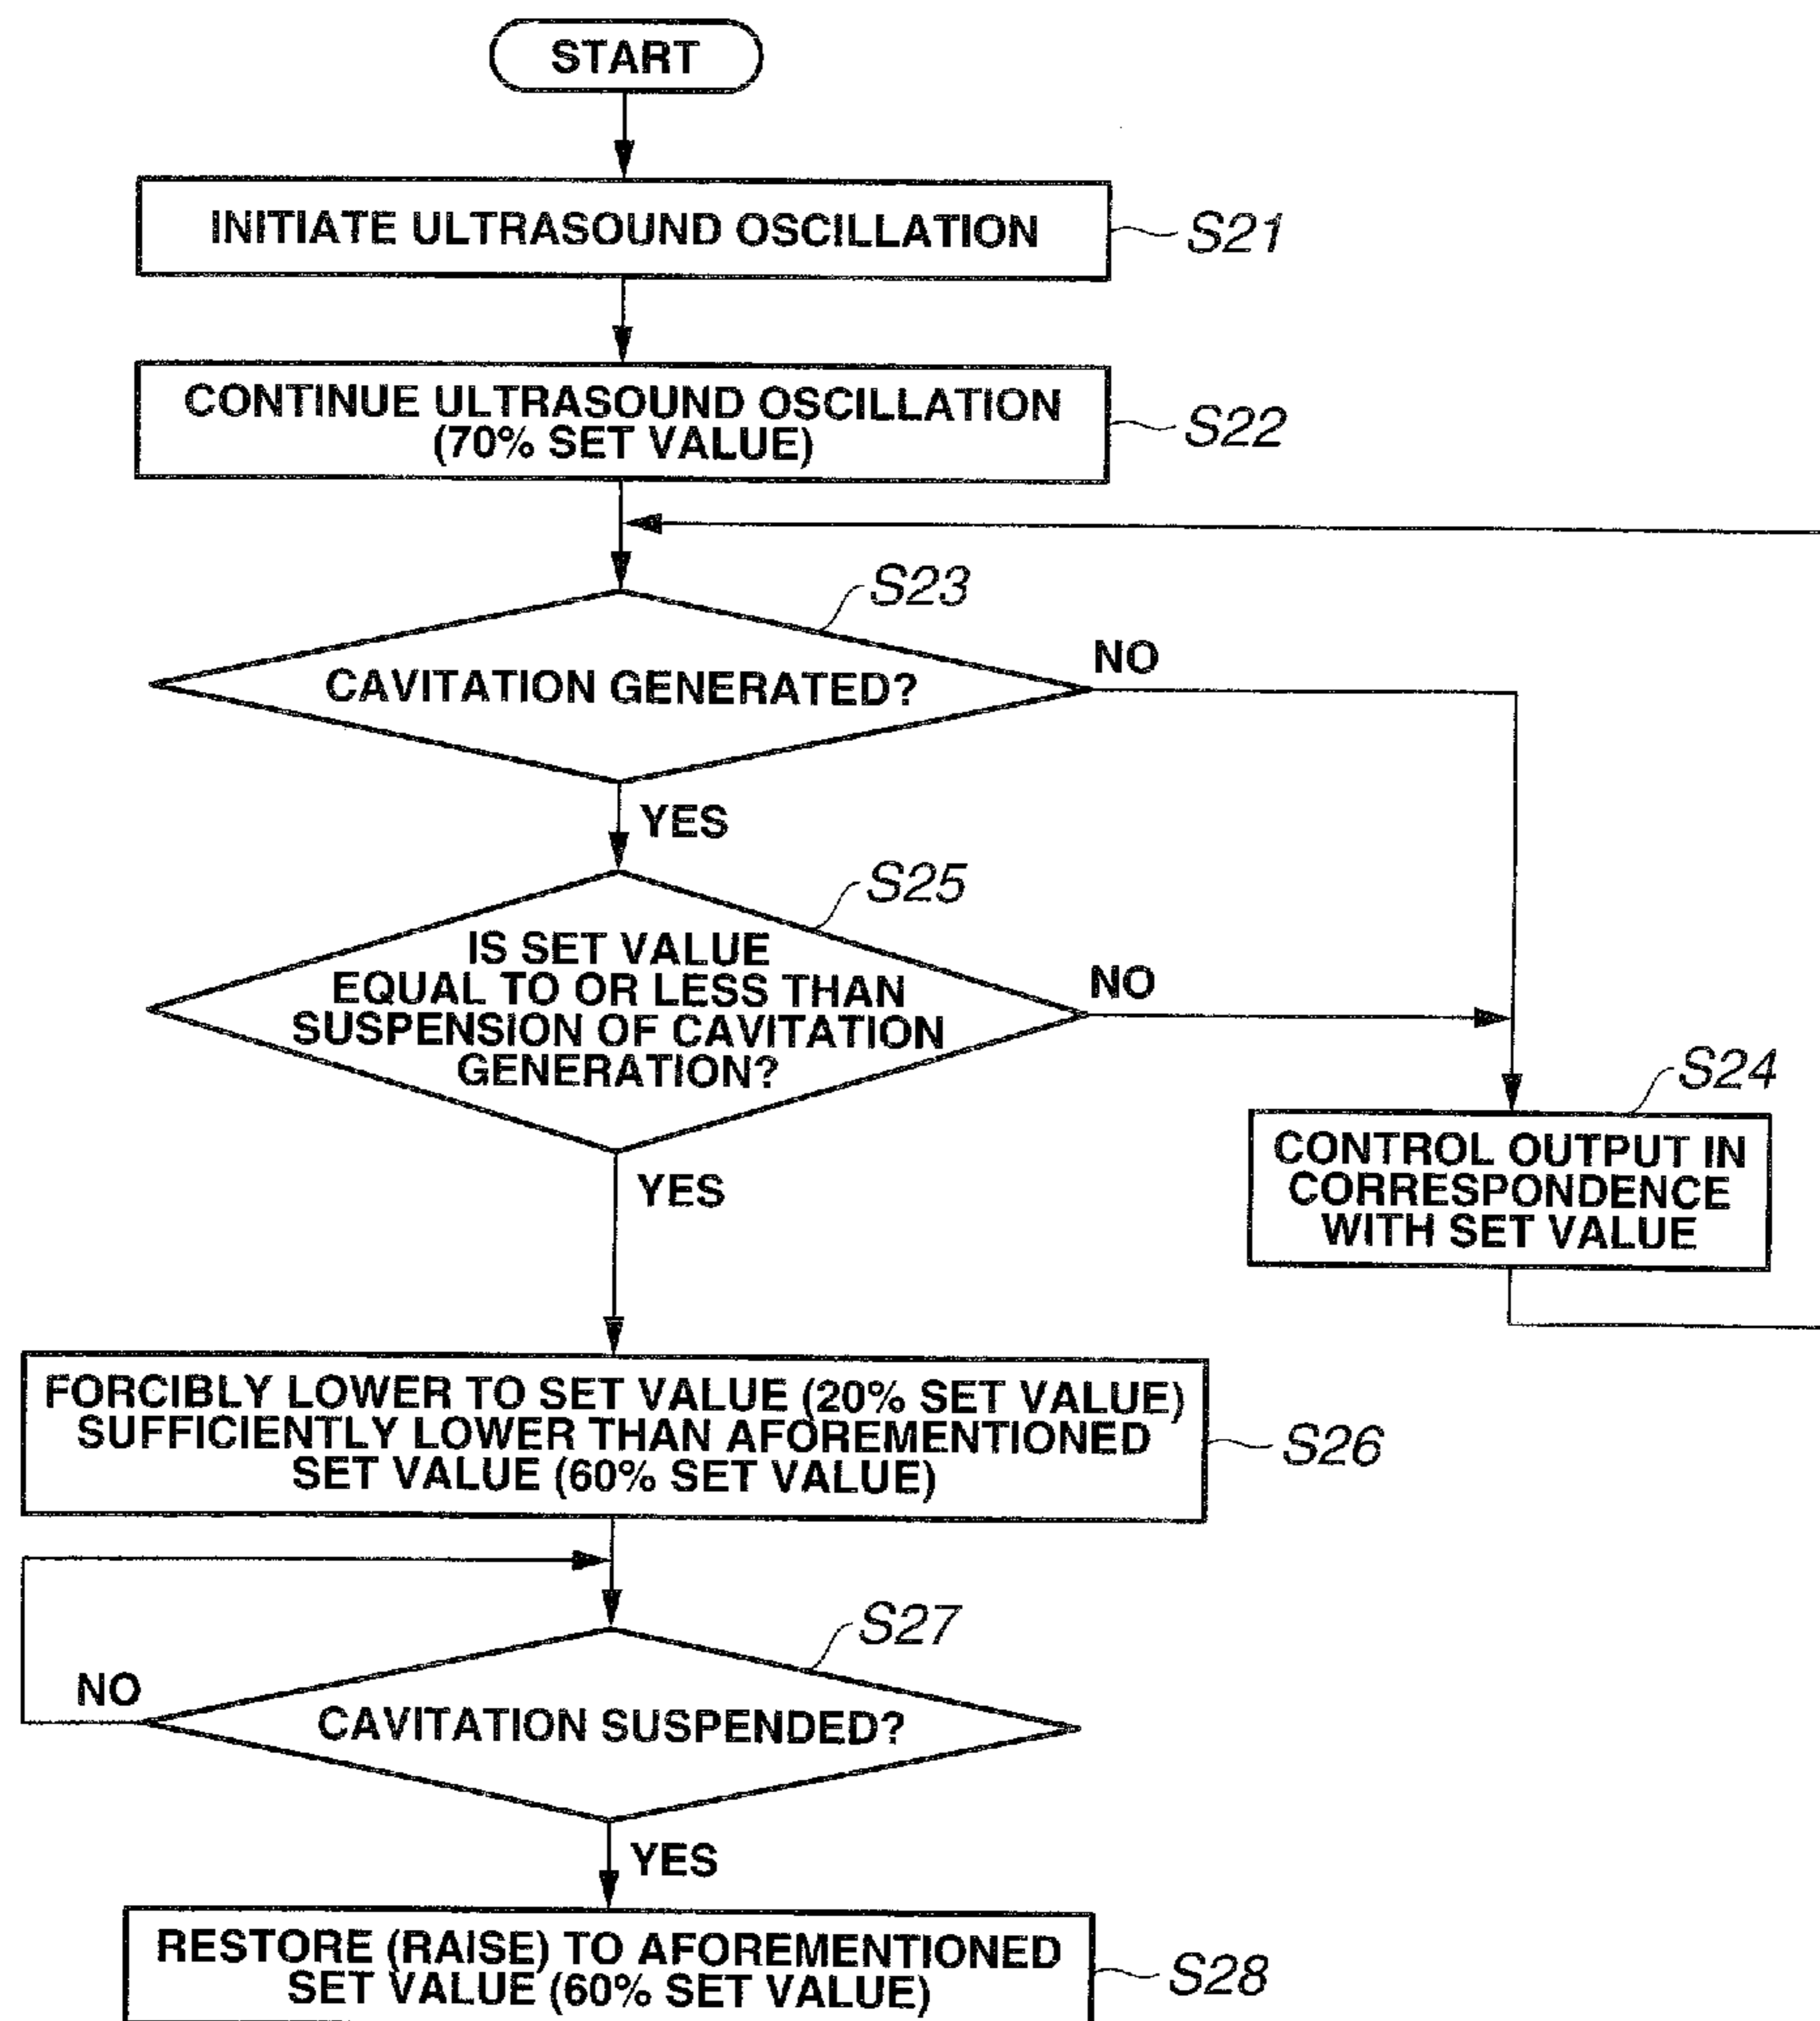 START
INITIATE ULTRASOUND OSCILLATION
S21
CONTINUE ULTRASOUND OSCILLATION
(70% SET VALUE)
S22
S23
CAVITATION GENERATED?
NO
YES
S25
IS SET VALUE
EQUAL TO OR LESS THAN
SUSPENSION OF CAVITATION
GENERATION?
NO
YES
S24
CONTROL OUTPUT IN
CORRESPONDENCE
WITH SET VALUE
FORCIBLY LOWER TO SET VALUE (20% SET VALUE)
SUFFICIENTLY LOWER THAN AFOREMENTIONED
SET VALUE (60% SET VALUE)
S26
S27
NO
CAVITATION SUSPENDED?
YES
RESTORE (RAISE) TO AFOREMENTIONED
SET VALUE (60% SET VALUE)
S28